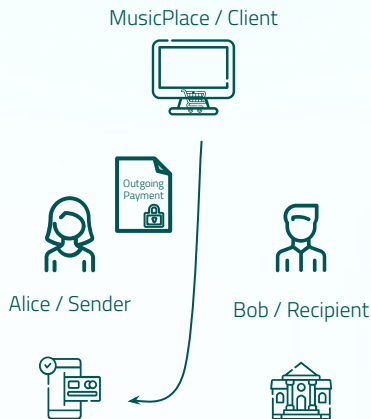 MusicPlace / Client
Outgoing
Payment
Alice / Sender
Bob / Recipient